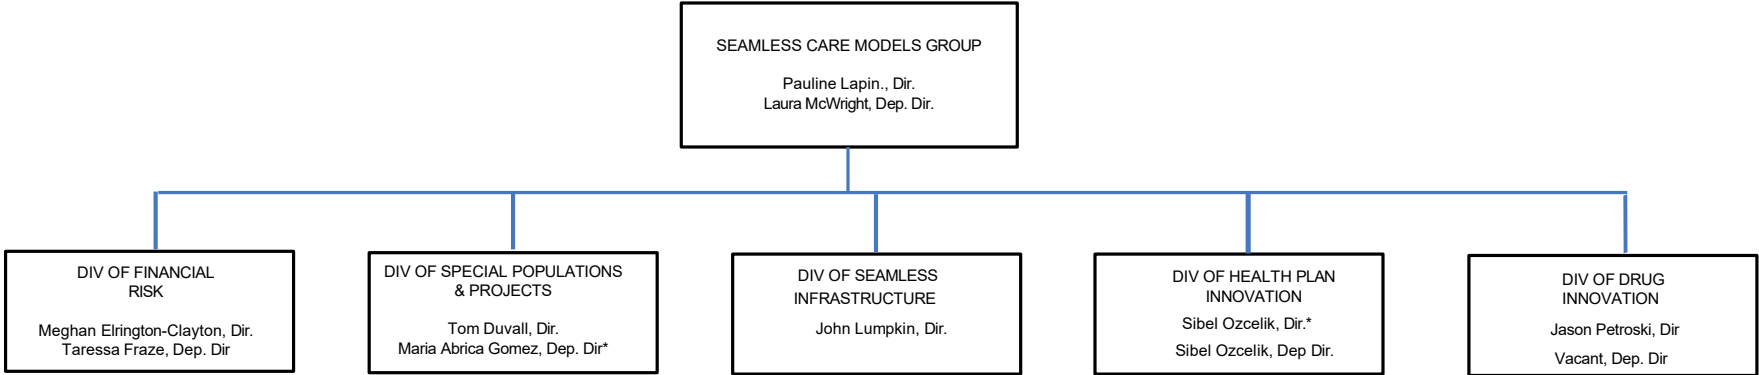 SEAMLESS CARE MODELS GROUP
Pauline Lapin., Dir.
Laura McWright, Dep. Dir.
DIV OF FINANCIAL
RISK
Meghan Elrington-Clayton, Dir.
Taressa Fraze, Dep. Dir
DIV OF SPECIAL POPULATIONS
& PROJECTS
Tom Duvall, Dir.
Maria Abrica Gomez, Dep. Dir*
DIV OF SEAMLESS
INFRASTRUCTURE
John Lumpkin, Dir.
DIV OF HEALTH PLAN
INNOVATION
Sibel Ozcelik, Dir.*
Sibel Ozcelik, Dep Dir.
DIV OF DRUG
INNOVATION
Jason Petroski, Dir
Vacant, Dep. Dir